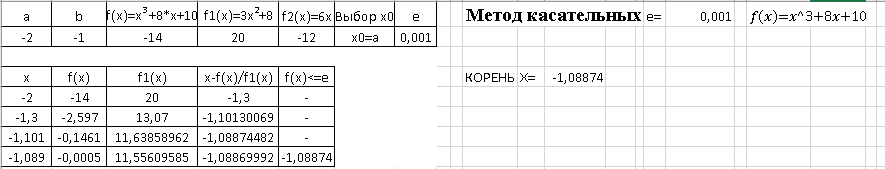 a b f(x)=x³+8*x+10 f1(x)=3x²+8 f2(x)=6x Выбор x0 e Метод касательных e= 0,001 f(x)=x^3+8x+10
-2 -1 -14 20 -12 x0=a 0,001
x f(x) f1(x) x-f(x)/f1(x) f(x)<=e КОРЕНЬ X= -1,08874
-2 -14 20 -1,3 -
-1,3 -2,597 13,07 -1,10130069 -
-1,101 -0,1461 11,63858962 -1,08874482 -
-1,089 -0,0005 11,55609585 -1,08869992 -1,08874